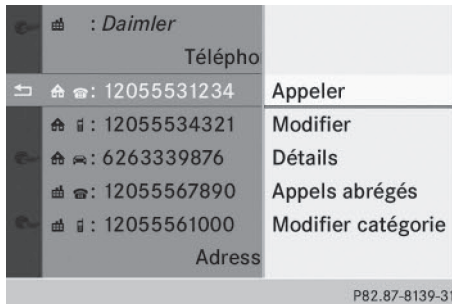 : Daimler
Télépho
: 12055531234 Appeler
: 12055534321 Modifier
: 6263339876 Détails
: 12055567890 Appels abrégés
: 12055561000 Modifier catégorie
Adress
P82.87-8139-31